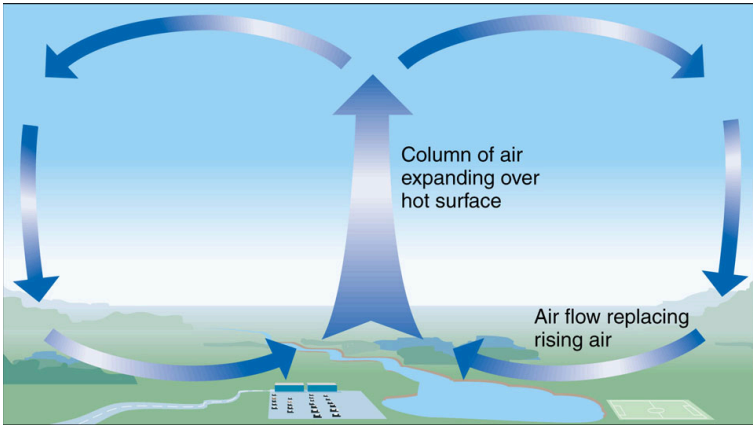 Column of air
expanding over
hot surface
Air flow replacing
rising air